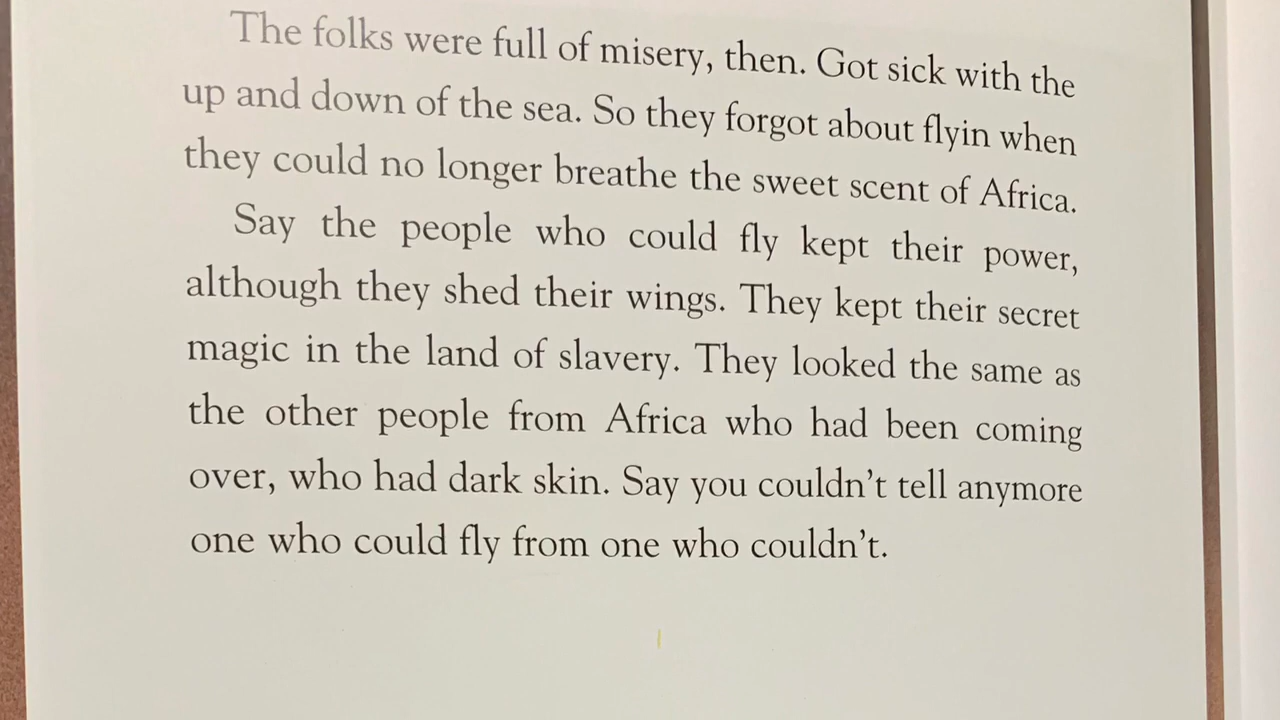 The folks were full of misery, then. Got sick with the
up and down of the sea. So they forgot about flyin when
they could no longer breathe the sweet scent of Africa.
Say the people who could fly kept their power,
although they shed their wings. They kept their secret
magic in the land of slavery. They looked the same as
the other people from Africa who had been coming
over, who had dark skin. Say you couldn't tell anymore
one who could fly from one who couldn't.